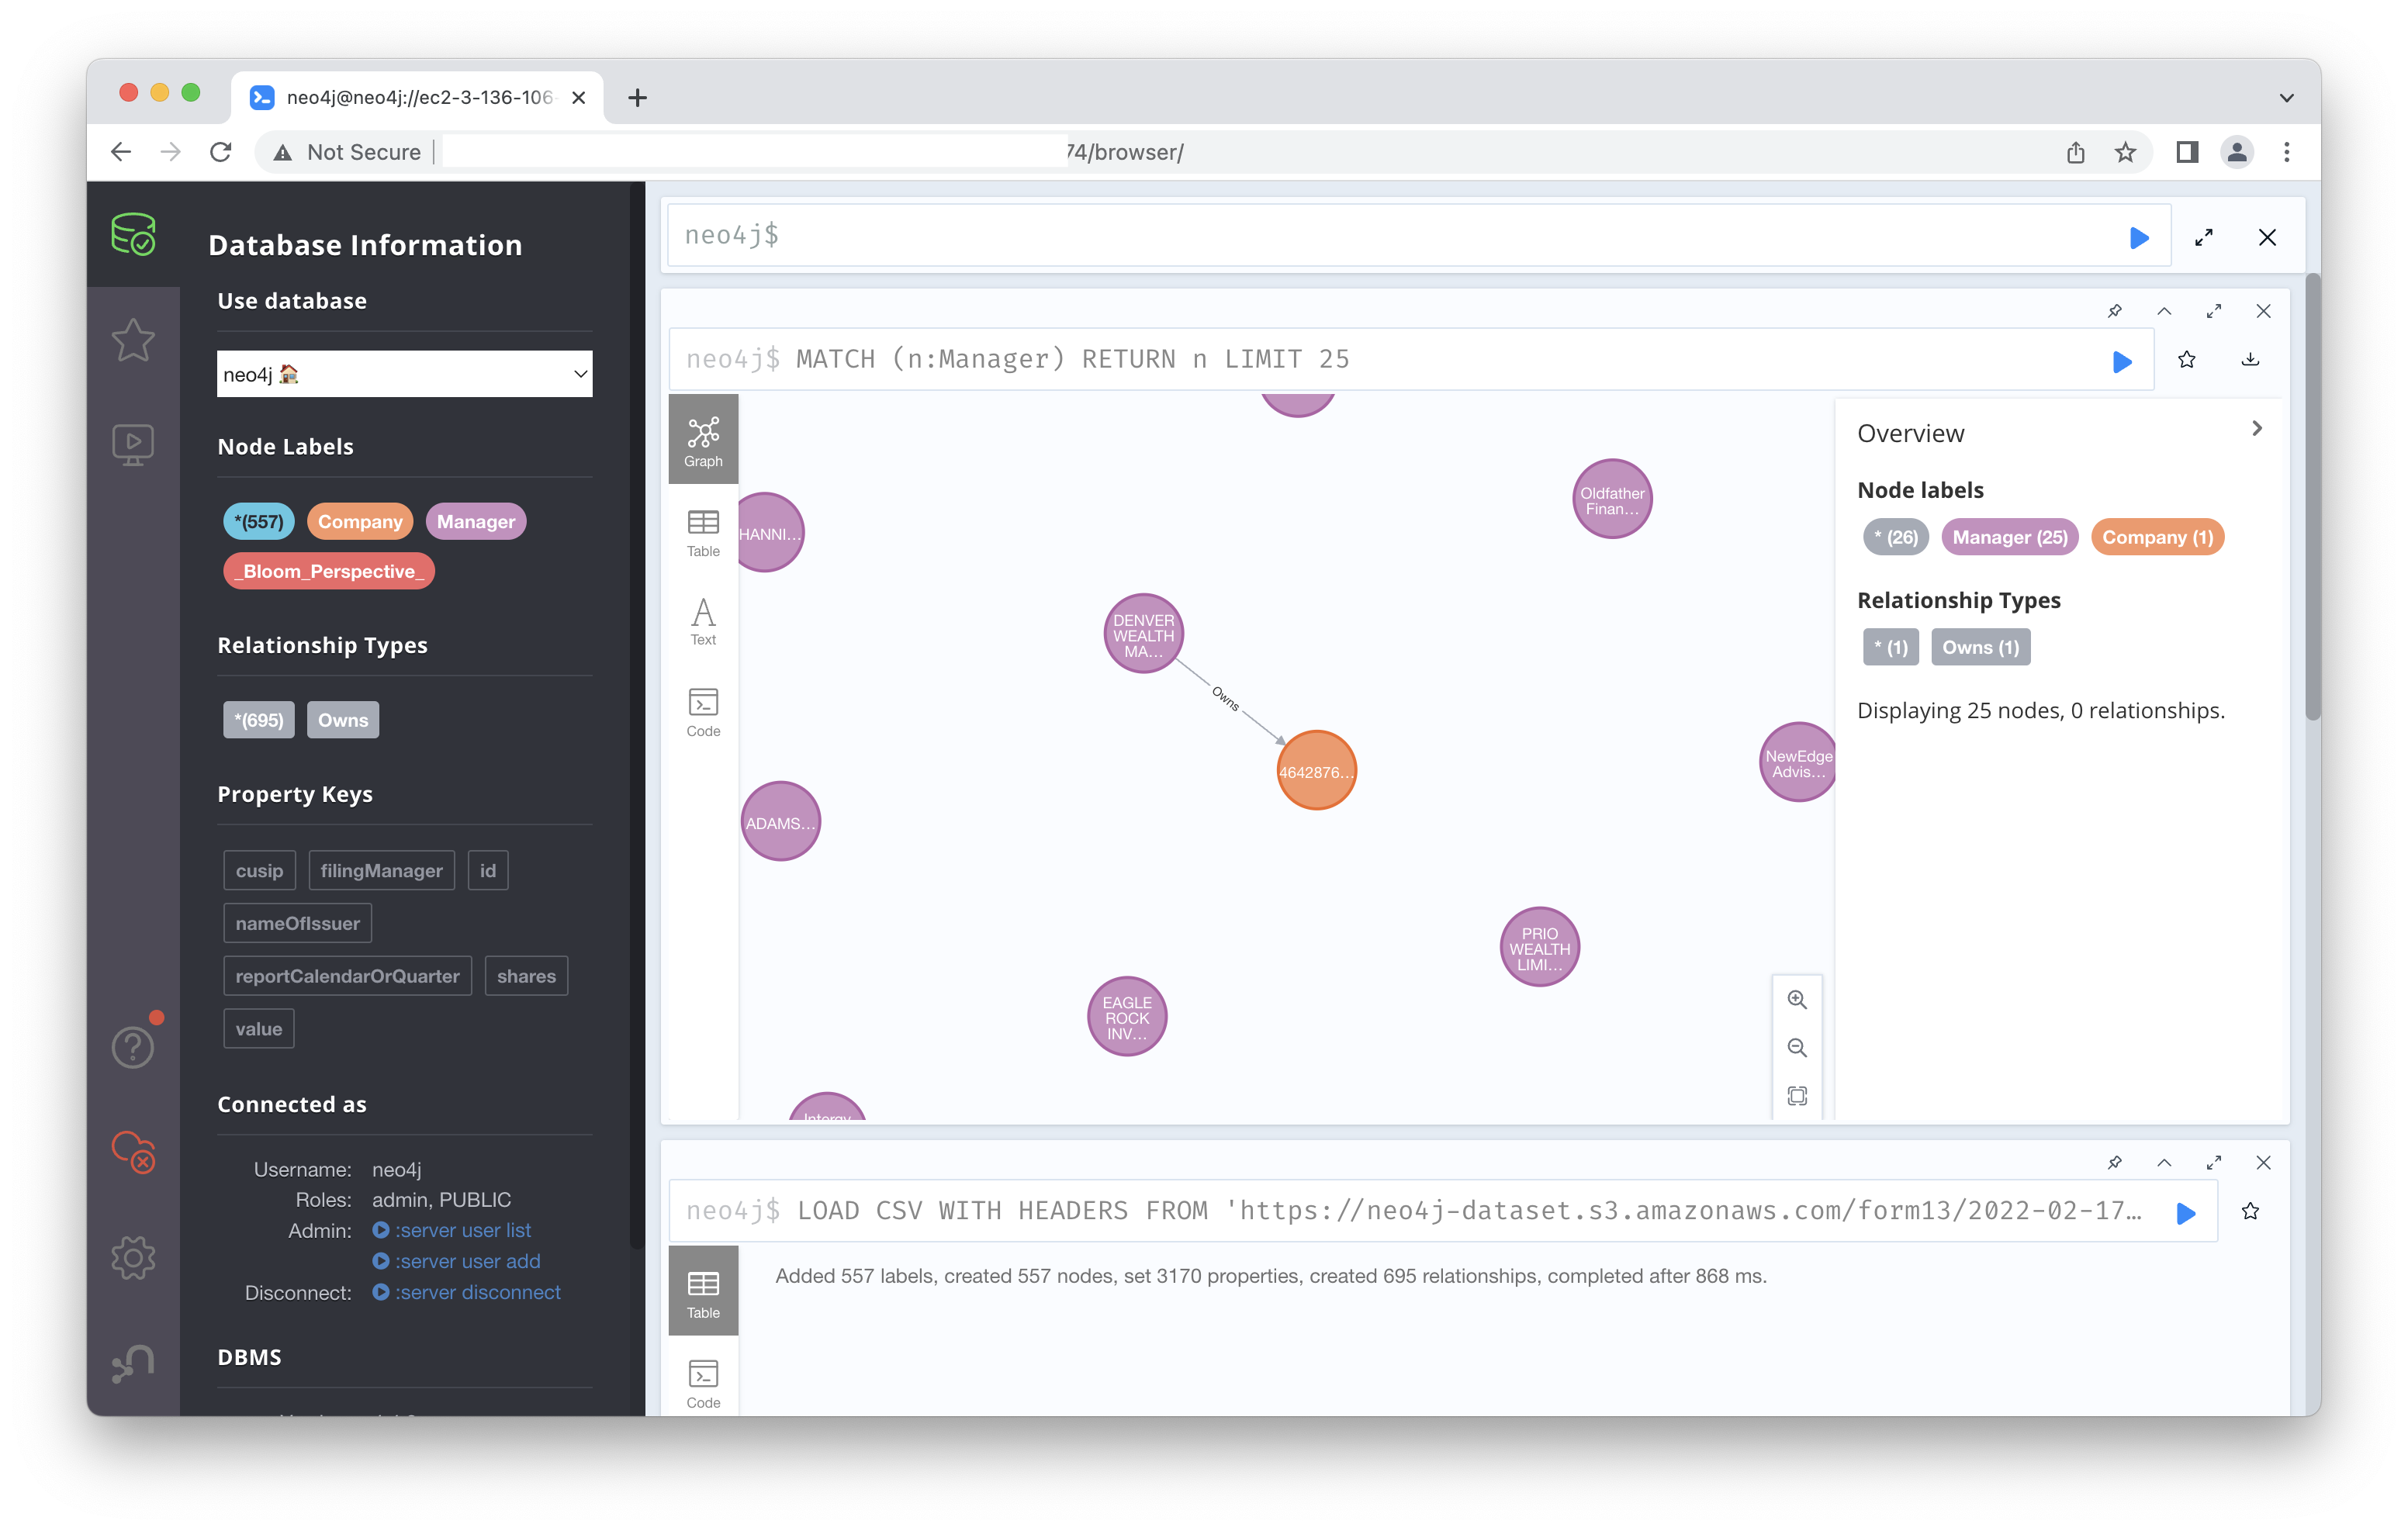 neo4j@neo4j://ec2-3-136-106
Not Secure
74/browser/
Database Information
Use database
neo4j
Node Labels
*(557) Company Manager
_Bloom_Perspective_
Relationship Types
*(695) Owns
Property Keys
cusip filingManager id
nameOfIssuer
reportCalendarOrQuarter shares
value
Connected as
Username: neo4j
Roles: admin, PUBLIC
Admin: :server user list
:server user add
Disconnect: :server disconnect
DBMS
neo4j$
neo4j$ MATCH (n:Manager) RETURN n LIMIT 25
Graph
Table
Text
Code
HANNI...
Oldfather
Finan...
DENVER
WEALTH
MA...
Owns
4642876...
NewEdge
Advis...
ADAMS...
PRIO
WEALTH
LIMI...
EAGLE
ROCK
INV...
Overview
Node labels
* (26) Manager (25) Company (1)
Relationship Types
* (1) Owns (1)
Displaying 25 nodes, 0 relationships.
neo4j$ LOAD CSV WITH HEADERS FROM 'https://neo4j-dataset.s3.amazonaws.com/form13/2022-02-17...
Table
Code
Added 557 labels, created 557 nodes, set 3170 properties, created 695 relationships, completed after 868 ms.